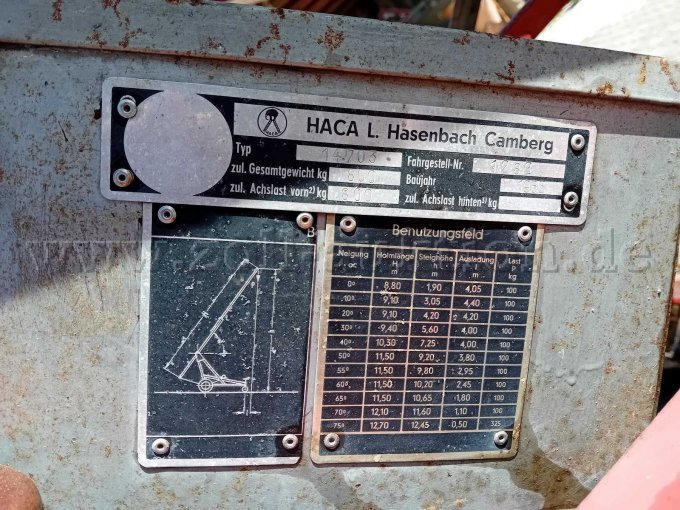 HACA
HACA L. Hasenbach Camberg
Typ 14.703 Fahrgestell-Nr.
zul. Gesamtgewicht kg Baujahr
zul. Achslast vorn²) kg zul. Achslast hinten²) kg
Benutzungsfeld
Neigung Holmlänge Steighöhe Ausladung Last
αc H m m p
m kg
0° 8,80 1,90 4,05 100
10° 9,10 3,05 4,40 100
20° 9,10 4,20 4,20 100
30° 9,40 5,60 4,00 100
40° 10,30 7,25 4,00 100
50° 11,50 9,20 3,80 100
55° 11,50 9,80 2,95 100
60° 11,50 10,20 2,45 100
65° 11,50 10,65 1,80 100
70° 12,10 11,60 1,10 100
75° 12,70 12,45 0,50 325